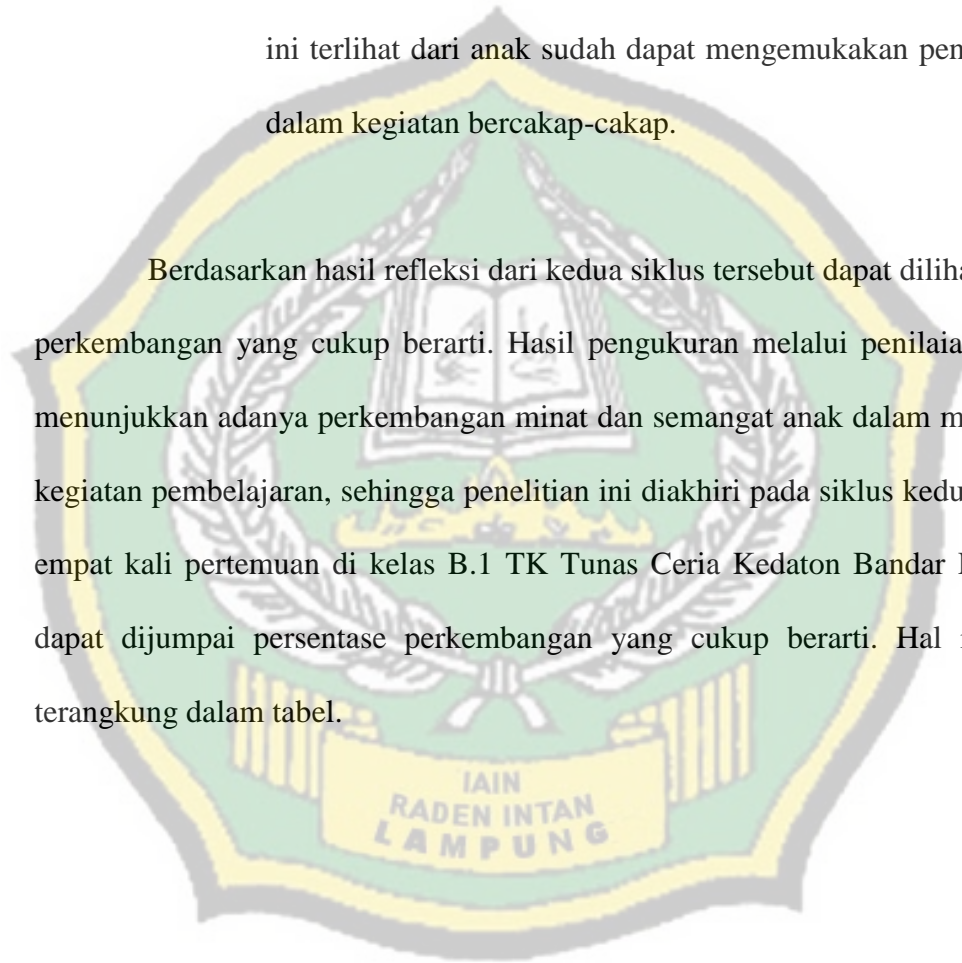 ini terlihat dari anak sudah dapat mengemukakan pen
dalam kegiatan bercakap-cakap.
Berdasarkan hasil refleksi dari kedua siklus tersebut dapat diliha
perkembangan yang cukup berarti. Hasil pengukuran melalui penilaia
menunjukkan adanya perkembangan minat dan semangat anak dalam m
kegiatan pembelajaran, sehingga penelitian ini diakhiri pada siklus kedu
empat kali pertemuan di kelas B.1 TK Tunas Ceria Kedaton Bandar
dapat dijumpai persentase perkembangan yang cukup berarti. Hal
terangkung dalam tabel.
IAIN
RADEN INTAN
LAMPUNG